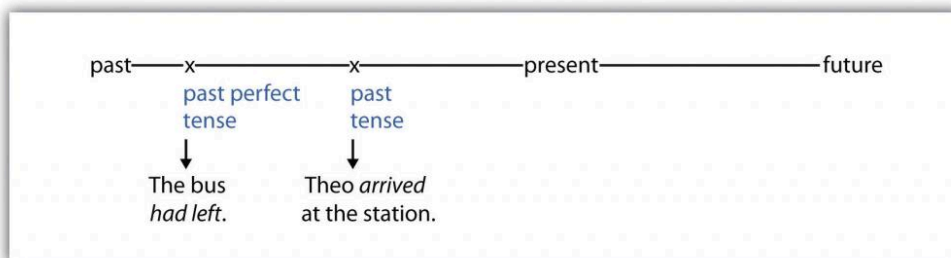 past x x present future
past perfect past
tense tense
The bus Theo arrived
had left. at the station.